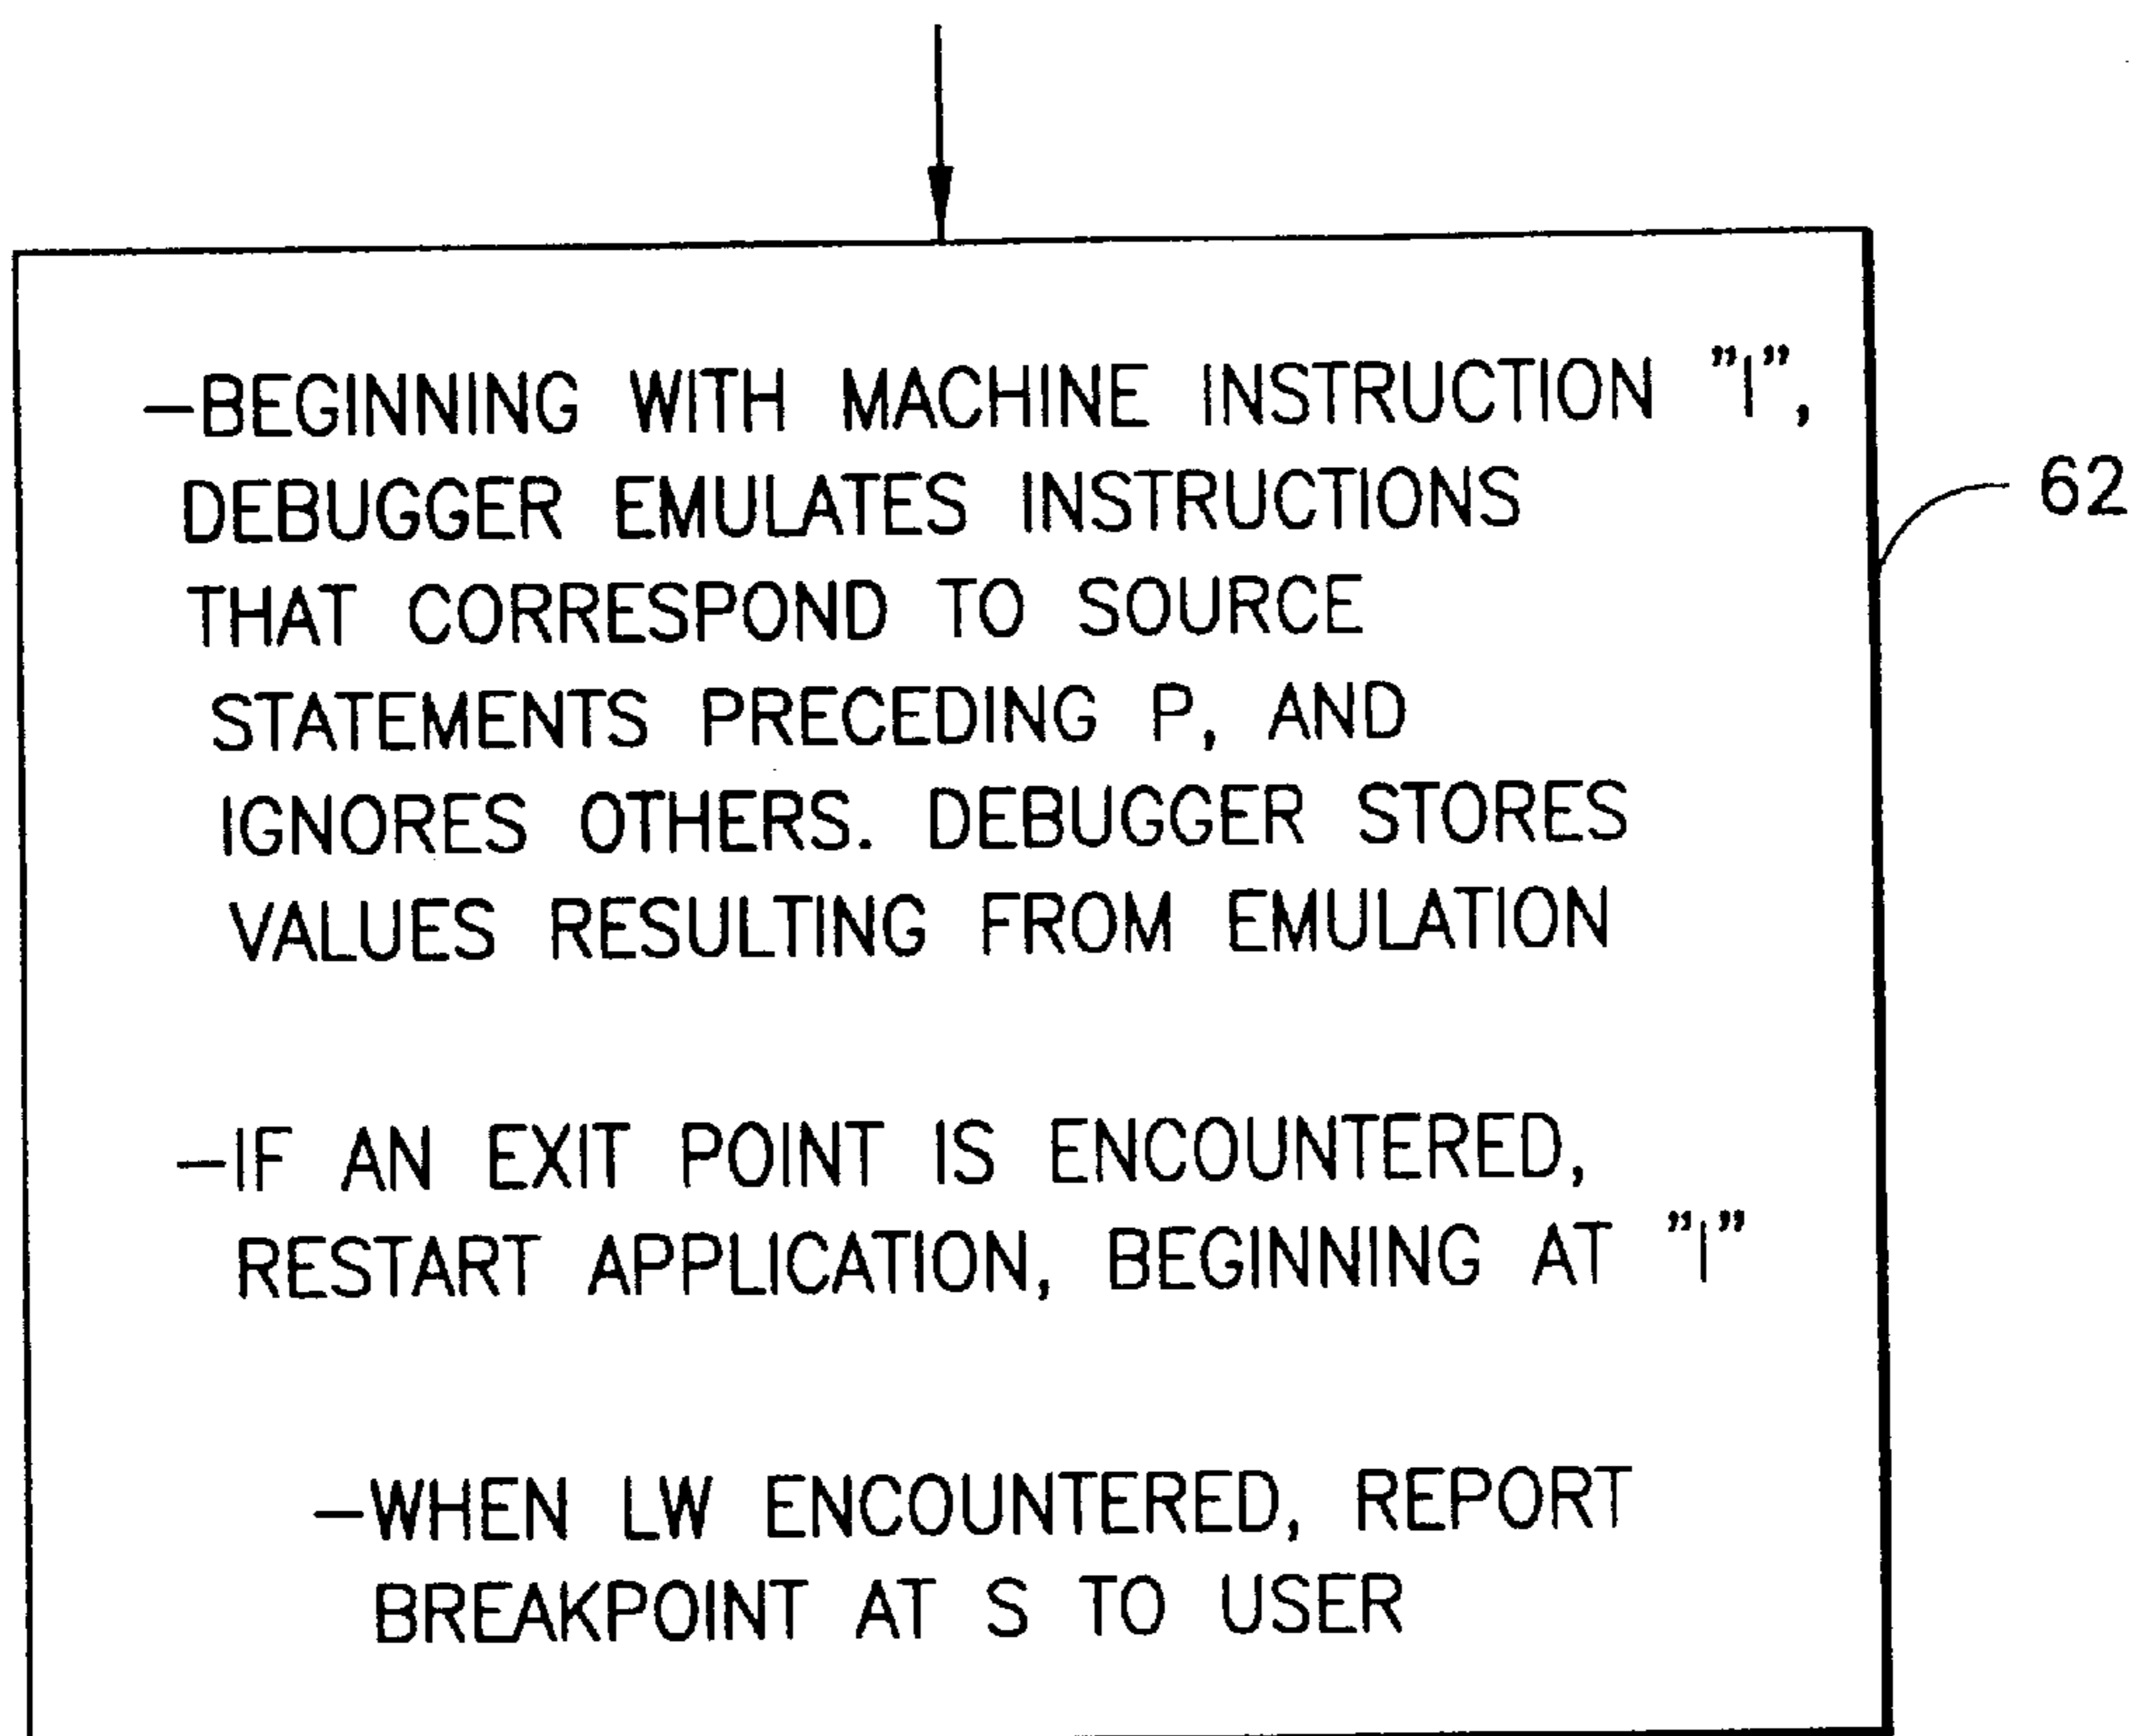 –BEGINNING WITH MACHINE INSTRUCTION "I",
DEBUGGER EMULATES INSTRUCTIONS
THAT CORRESPOND TO SOURCE
STATEMENTS PRECEDING P, AND
IGNORES OTHERS. DEBUGGER STORES
VALUES RESULTING FROM EMULATION
–IF AN EXIT POINT IS ENCOUNTERED,
RESTART APPLICATION, BEGINNING AT "I"
–WHEN LW ENCOUNTERED, REPORT
BREAKPOINT AT S TO USER
62